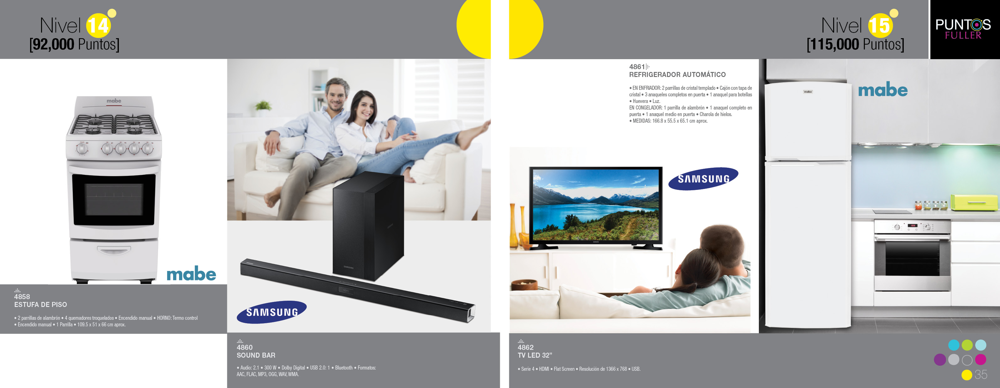 Nivel 14
[92,000 Puntos]
mabe
mabe
4858
ESTUFA DE PISO
• 2 parrillas de alambrón • 4 quemadores troquelados • Encendido manual • HORNO: Termo control
• Encendido manual • 1 Parrilla • 109.5 x 51 x 66 cm aprox.
SAMSUNG
SAMSUNG
4860
SOUND BAR
• Audio: 2.1 • 300 W • Dolby Digital • USB 2.0: 1 • Bluetooth • Formatos:
AAC, FLAC, MP3, OGG, WAV, WMA.
Nivel 15
[115,000 Puntos]
PUNTOS
FULLER
4861
REFRIGERADOR AUTOMÁTICO
• EN ENFRIADOR: 2 parrillas de cristal templado • Cajón con tapa de
cristal • 3 anaqueles completos en puerta • 1 anaquel para botellas
• Huevera • Luz.
EN CONGELADOR: 1 parrilla de alambrón • 1 anaquel completo en
puerta • 1 anaquel medio en puerta • Charola de hielos.
• MEDIDAS: 166.8 x 55.5 x 65.1 cm aprox.
mabe
mabe
SAMSUNG
SAMSUNG
4862
TV LED 32”
• Serie 4 • HDMI • Flat Screen • Resolución de 1366 x 768 • USB.
35